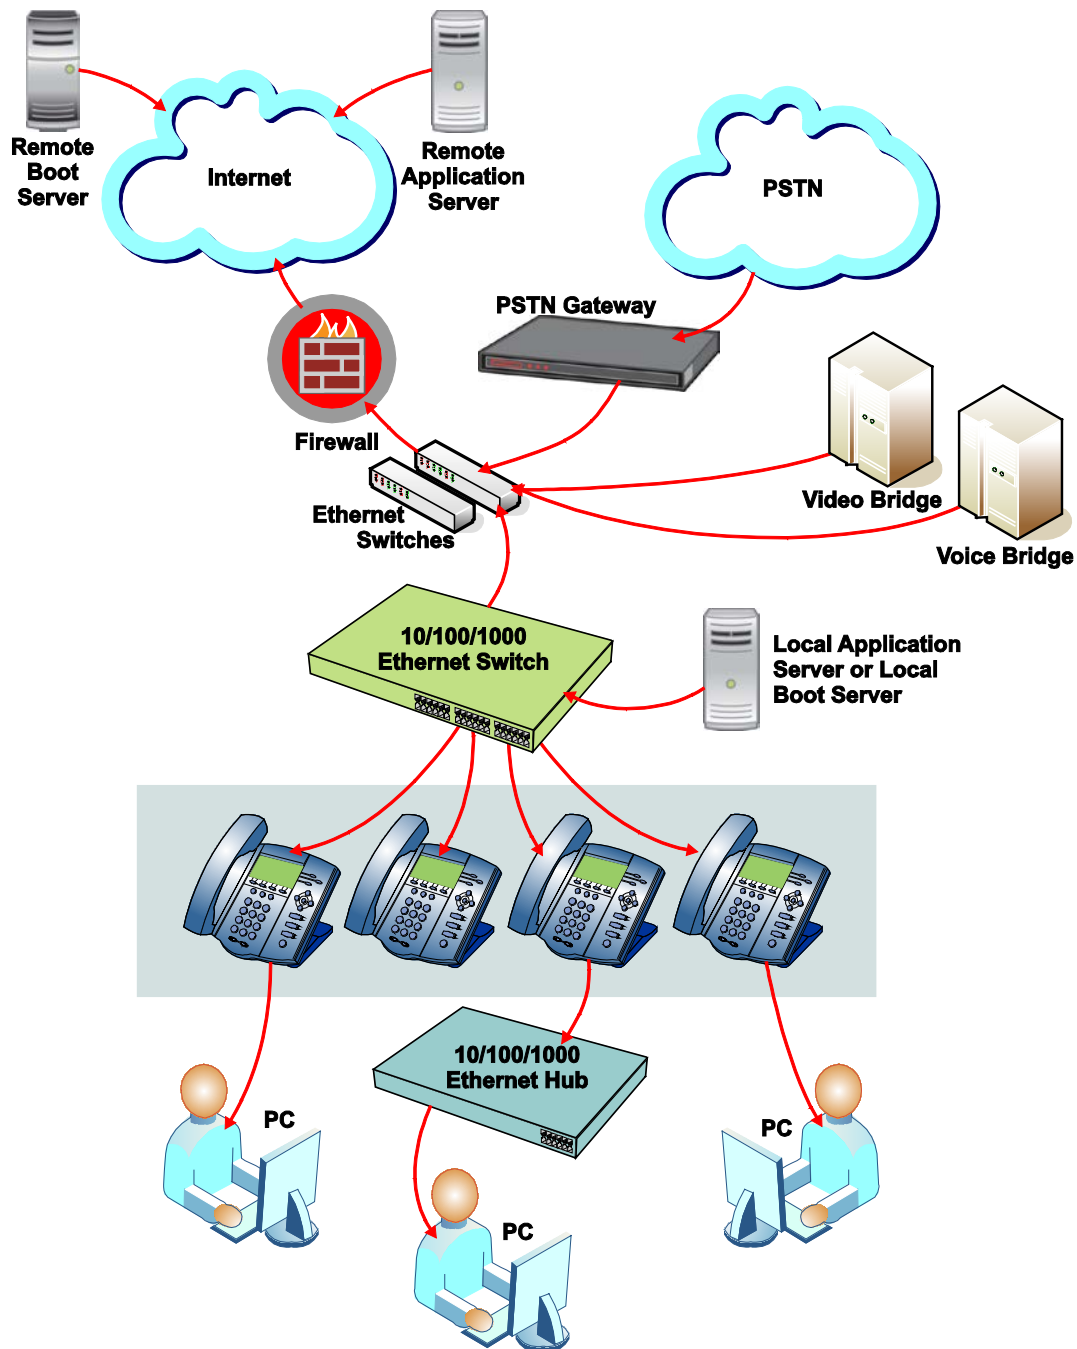 Remote
Boot
Server
Internet
Remote
Application
Server
PSTN
PSTN Gateway
Firewall
Ethernet
Switches
Video Bridge
Voice Bridge
10/100/1000
Ethernet Switch
Local Application
Server or Local
Boot Server
10/100/1000
Ethernet Hub
PC
PC
PC